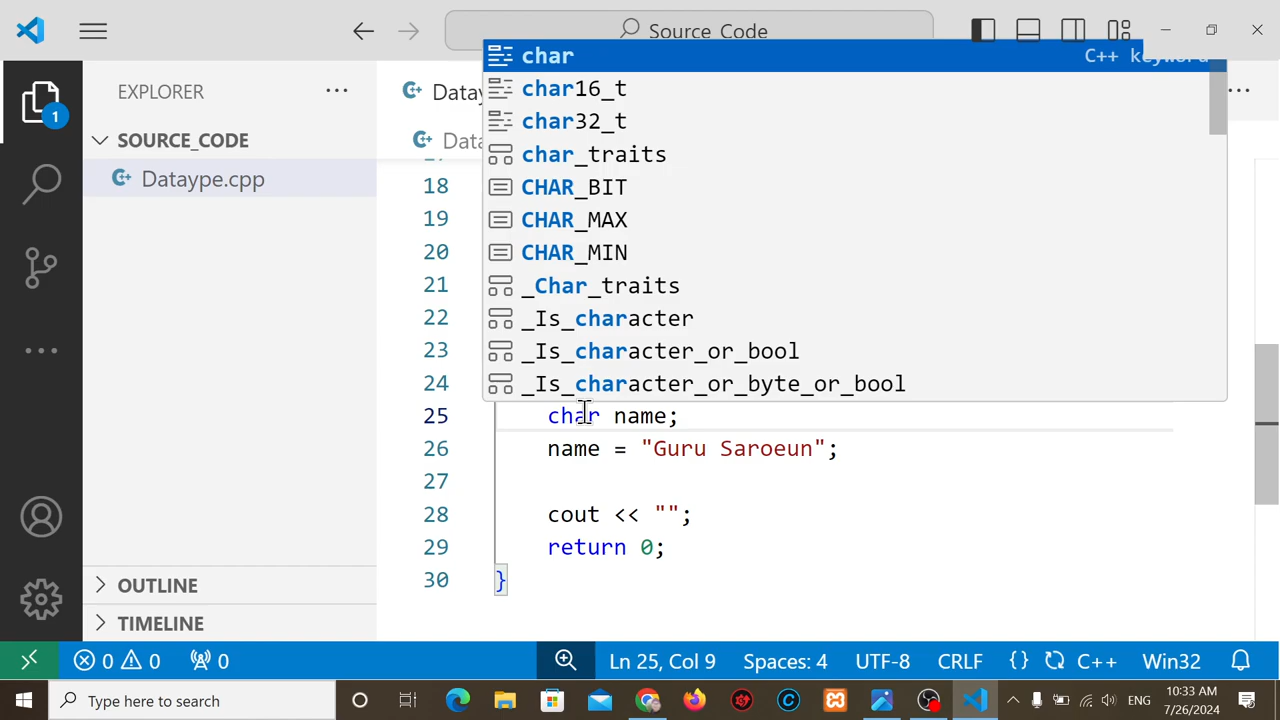 Source_Code
char C++ keyword
char16_t
char32_t
char_traits
CHAR_BIT
CHAR_MAX
CHAR_MIN
_Char_traits
_Is_character
_Is_character_or_bool
_Is_character_or_byte_or_bool
EXPLORER
SOURCE_CODE
Dataype.cpp
1
18
19
20
21
22
23
24
25 char name;
26 name = "Guru Saroeun";
27
28 cout << "";
29 return 0;
30 }
OUTLINE
TIMELINE
0 0 0 Ln 25, Col 9 Spaces: 4 UTF-8 CRLF {} C++ Win32
Type here to search ENG 10:33 AM
7/26/2024